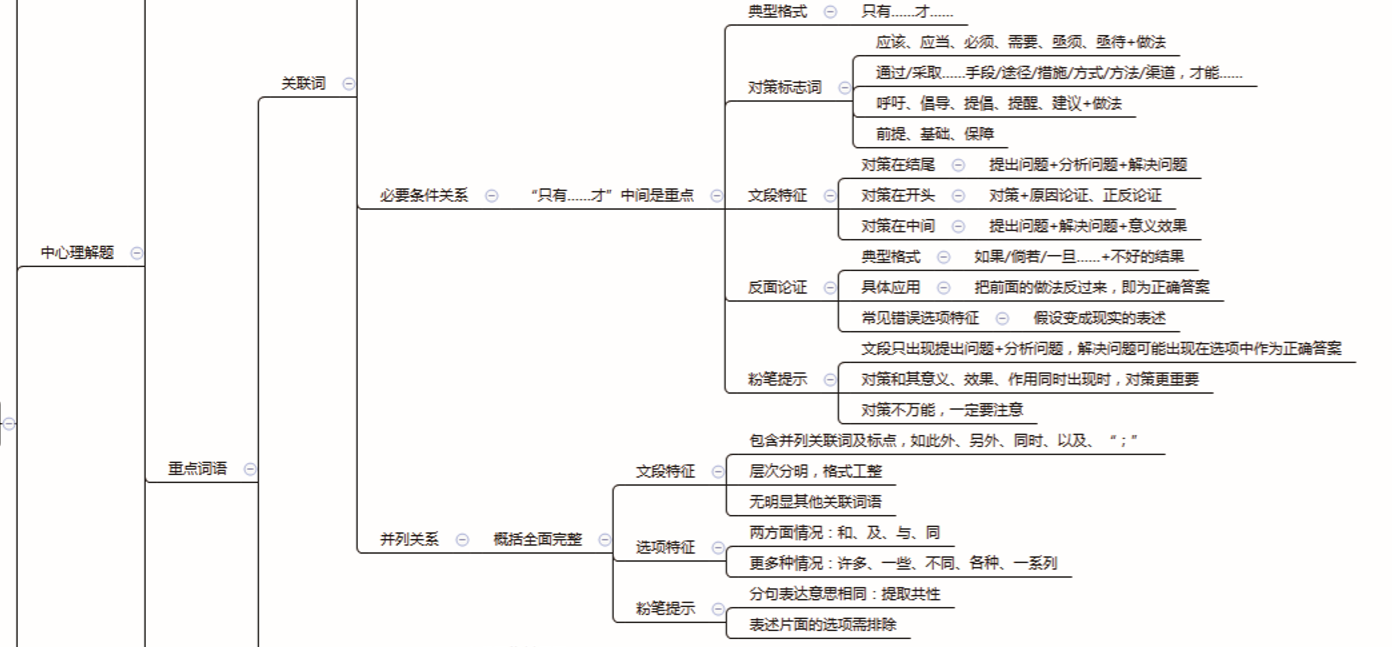 中心理解题
重点词语
关联词
必要条件关系
“只有……才”中间是重点
典型格式
只有……才……
对策标志词
应该、应当、必须、需要、亟须、亟待+做法
通过/采取……手段/途径/措施/方式/方法/渠道，才能……
呼吁、倡导、提倡、提醒、建议+做法
前提、基础、保障
文段特征
对策在结尾
提出问题+分析问题+解决问题
对策在开头
对策+原因论证、正反论证
对策在中间
提出问题+解决问题+意义效果
反面论证
典型格式
如果/倘若/一旦……+不好的结果
具体应用
把前面的做法反过来，即为正确答案
常见错误选项特征
假设变成现实的表述
粉笔提示
文段只出现提出问题+分析问题，解决问题可能出现在选项中作为正确答案
对策和其意义、效果、作用同时出现时，对策更重要
对策不万能，一定要注意
并列关系
概括全面完整
文段特征
包含并列关联词及标点，如此外、另外、同时、以及、“；”
层次分明，格式工整
无明显其他关联词语
选项特征
两方面情况：和、及、与、同
更多种情况：许多、一些、不同、各种、一系列
粉笔提示
分句表达意思相同：提取共性
表述片面的选项需排除